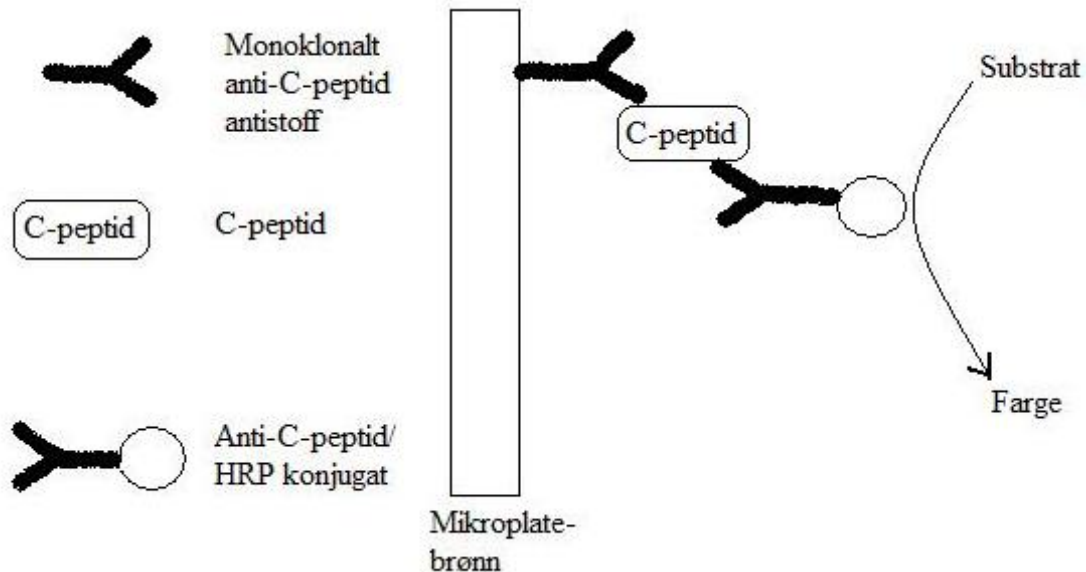 Monoklonalt
anti-C-peptid
antistoff
C-peptid
C-peptid
Anti-C-peptid/
HRP konjugat
C-peptid
Substrat
Farge
Mikroplate-
brønn